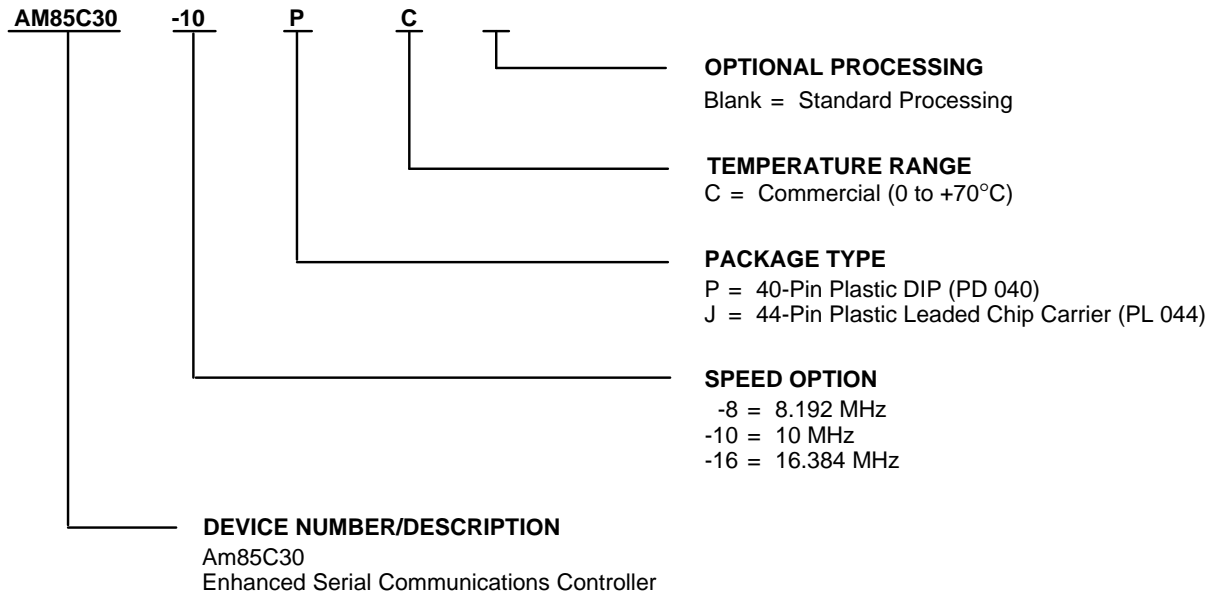 AM85C30 -10 P C
OPTIONAL PROCESSING
Blank = Standard Processing
TEMPERATURE RANGE
C = Commercial (0 to +70°C)
PACKAGE TYPE
P = 40-Pin Plastic DIP (PD 040)
J = 44-Pin Plastic Leaded Chip Carrier (PL 044)
SPEED OPTION
-8 = 8.192 MHz
-10 = 10 MHz
-16 = 16.384 MHz
DEVICE NUMBER/DESCRIPTION
Am85C30
Enhanced Serial Communications Controller